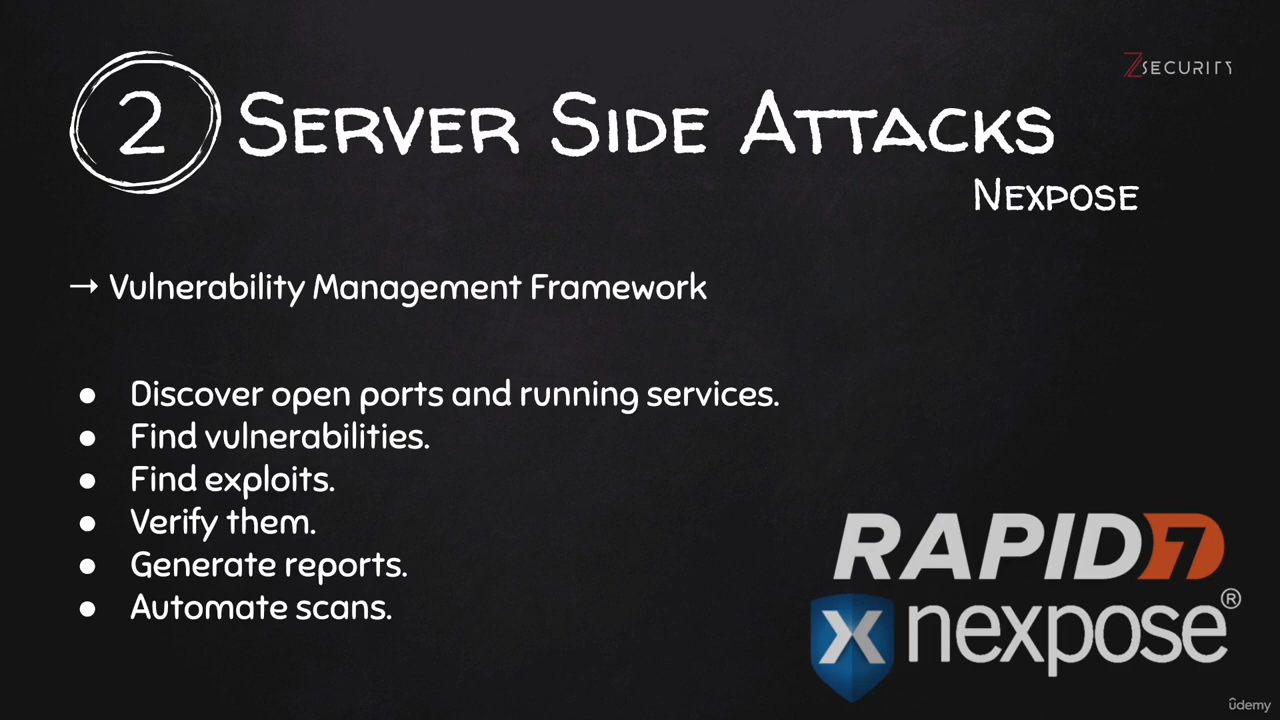 ZSECURITY
2 SERVER SIDE ATTACKS
NEXPOSE
→ Vulnerability Management Framework
● Discover open ports and running services.
● Find vulnerabilities.
● Find exploits.
● Verify them.
● Generate reports.
● Automate scans.
RAPID7
X nexpose®
ûdemy